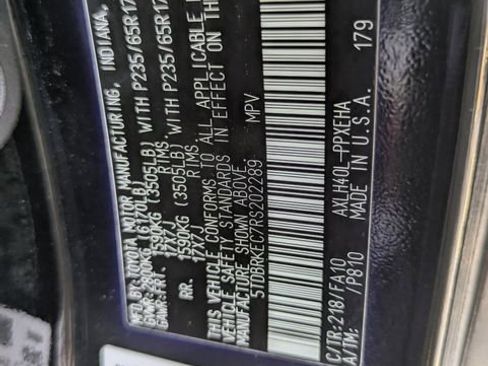 MFD.BY:TOYOTA MOTOR MANUFACTURING, INDIANA,
GVWR:2800KG (6170LB)
GAWR:FR. 1590KG (3505LB) WITH P235/65R17
17X7J RIMS,
RR. 1590KG (3505LB) WITH P235/65R17
17X7J RIMS,
THIS VEHICLE CONFORMS TO ALL APPLICABLE
VEHICLE SAFETY STANDARDS IN EFFECT ON THE
MANUFACTURE SHOWN ABOVE.
5TDBRKEC7RS202289 MPV
C/TR:218/FA10 AXLH40L-PPXEHA
A/TM: /P810 MADE IN U.S.A. 179